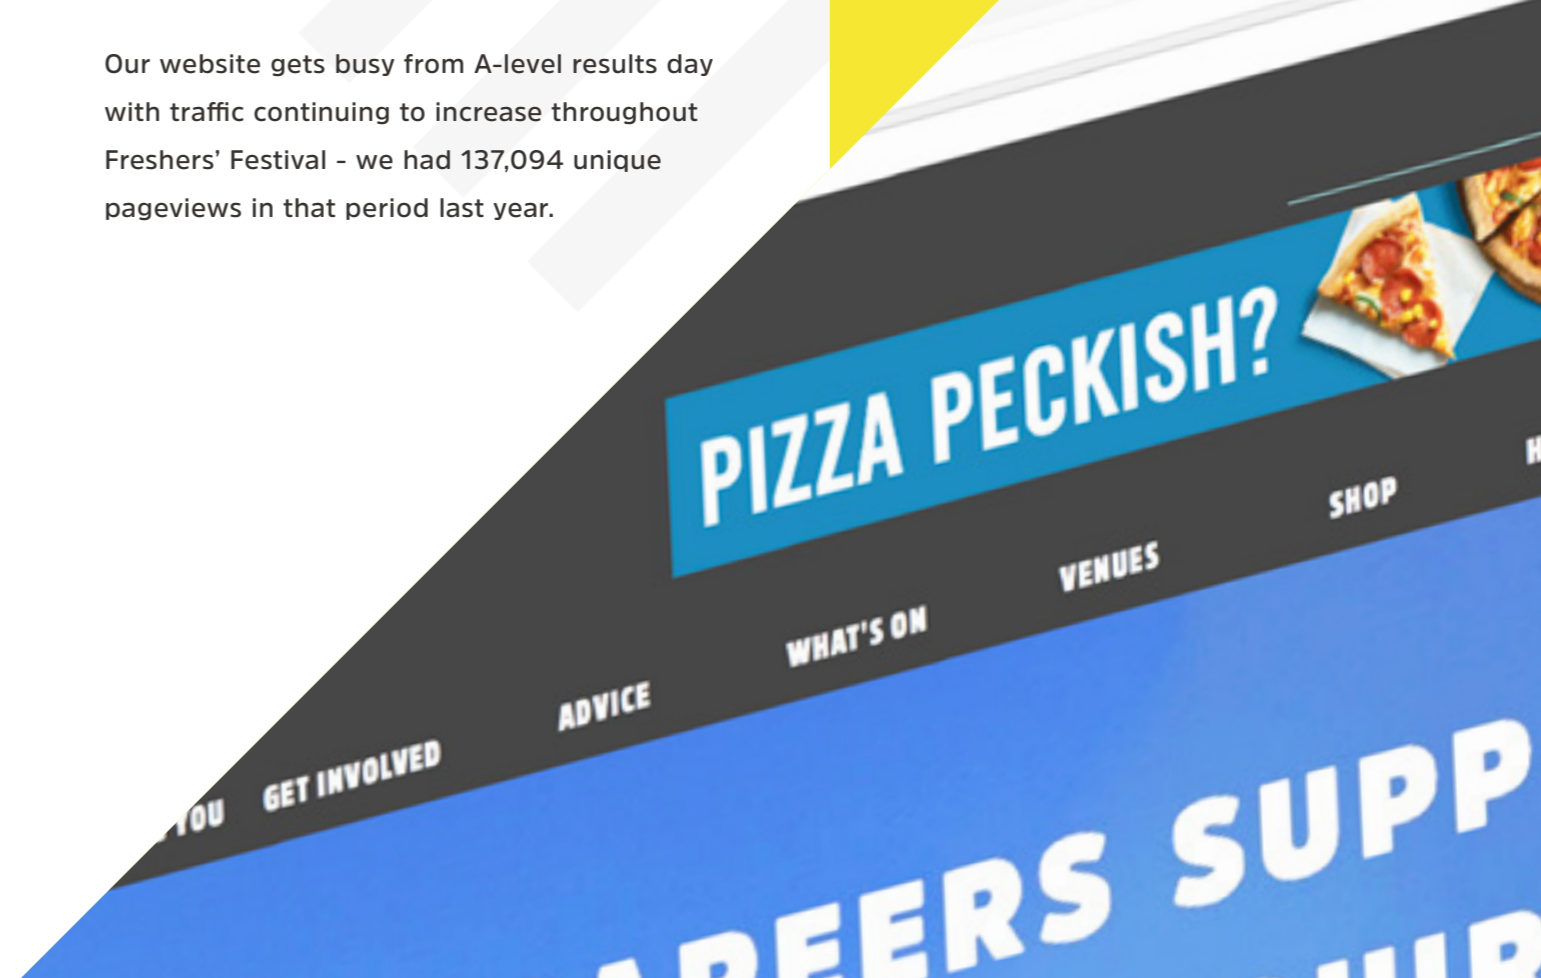 Our website gets busy from A-level results day
with traffic continuing to increase throughout
Freshers’ Festival - we had 137,094 unique
pageviews in that period last year.
PIZZA PECKISH?
YOU GET INVOLVED ADVICE WHAT'S ON VENUES SHOP